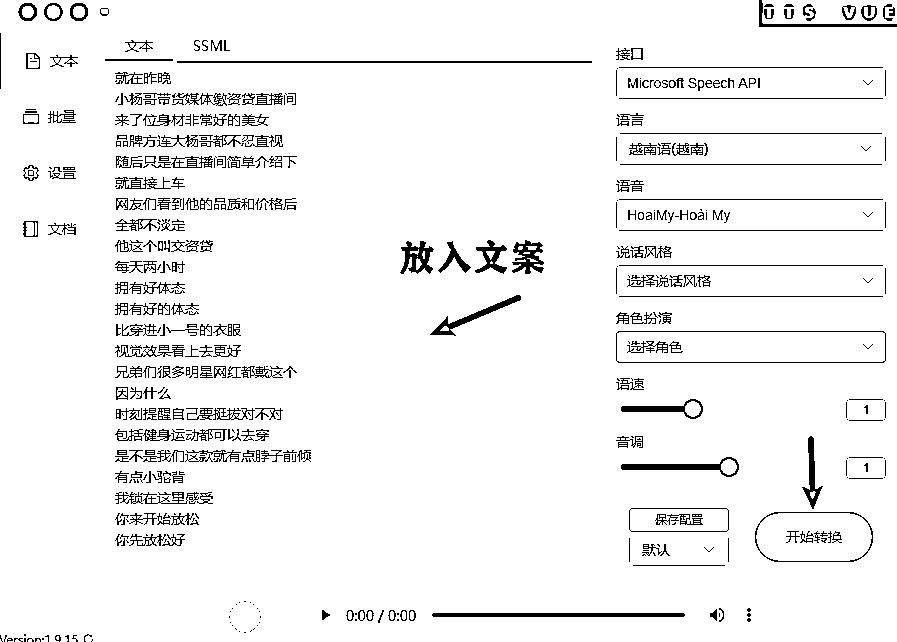 TTS VUE
文本
批量
设置
文档
文本 SSML
就在昨晚
小杨哥带货媒体儌资贷直播间
来了位身材非常好的美女
品牌方连大杨哥都不忍直视
随后只是在直播间简单介绍下
就直接上车
网友们看到他的品质和价格后
全都不淡定
他这个叫交资贷
每天两小时
拥有好体态
拥有好的体态
比穿进小一号的衣服
视觉效果看上去更好
兄弟们很多明星网红都戴这个
因为什么
时刻提醒自己要挺拔对不对
包括健身运动都可以去穿
是不是我们这款就有点脖子前倾
有点小驼背
我锁在这里感受
你来开始放松
你先放松好
放入文案
接口
Microsoft Speech API
语言
越南语(越南)
语音
HoaiMy-Hoài My
说话风格
选择说话风格
角色扮演
选择角色
语速
1
音调
1
保存配置
默认
开始转换
0:00 / 0:00
Version:1.9.15